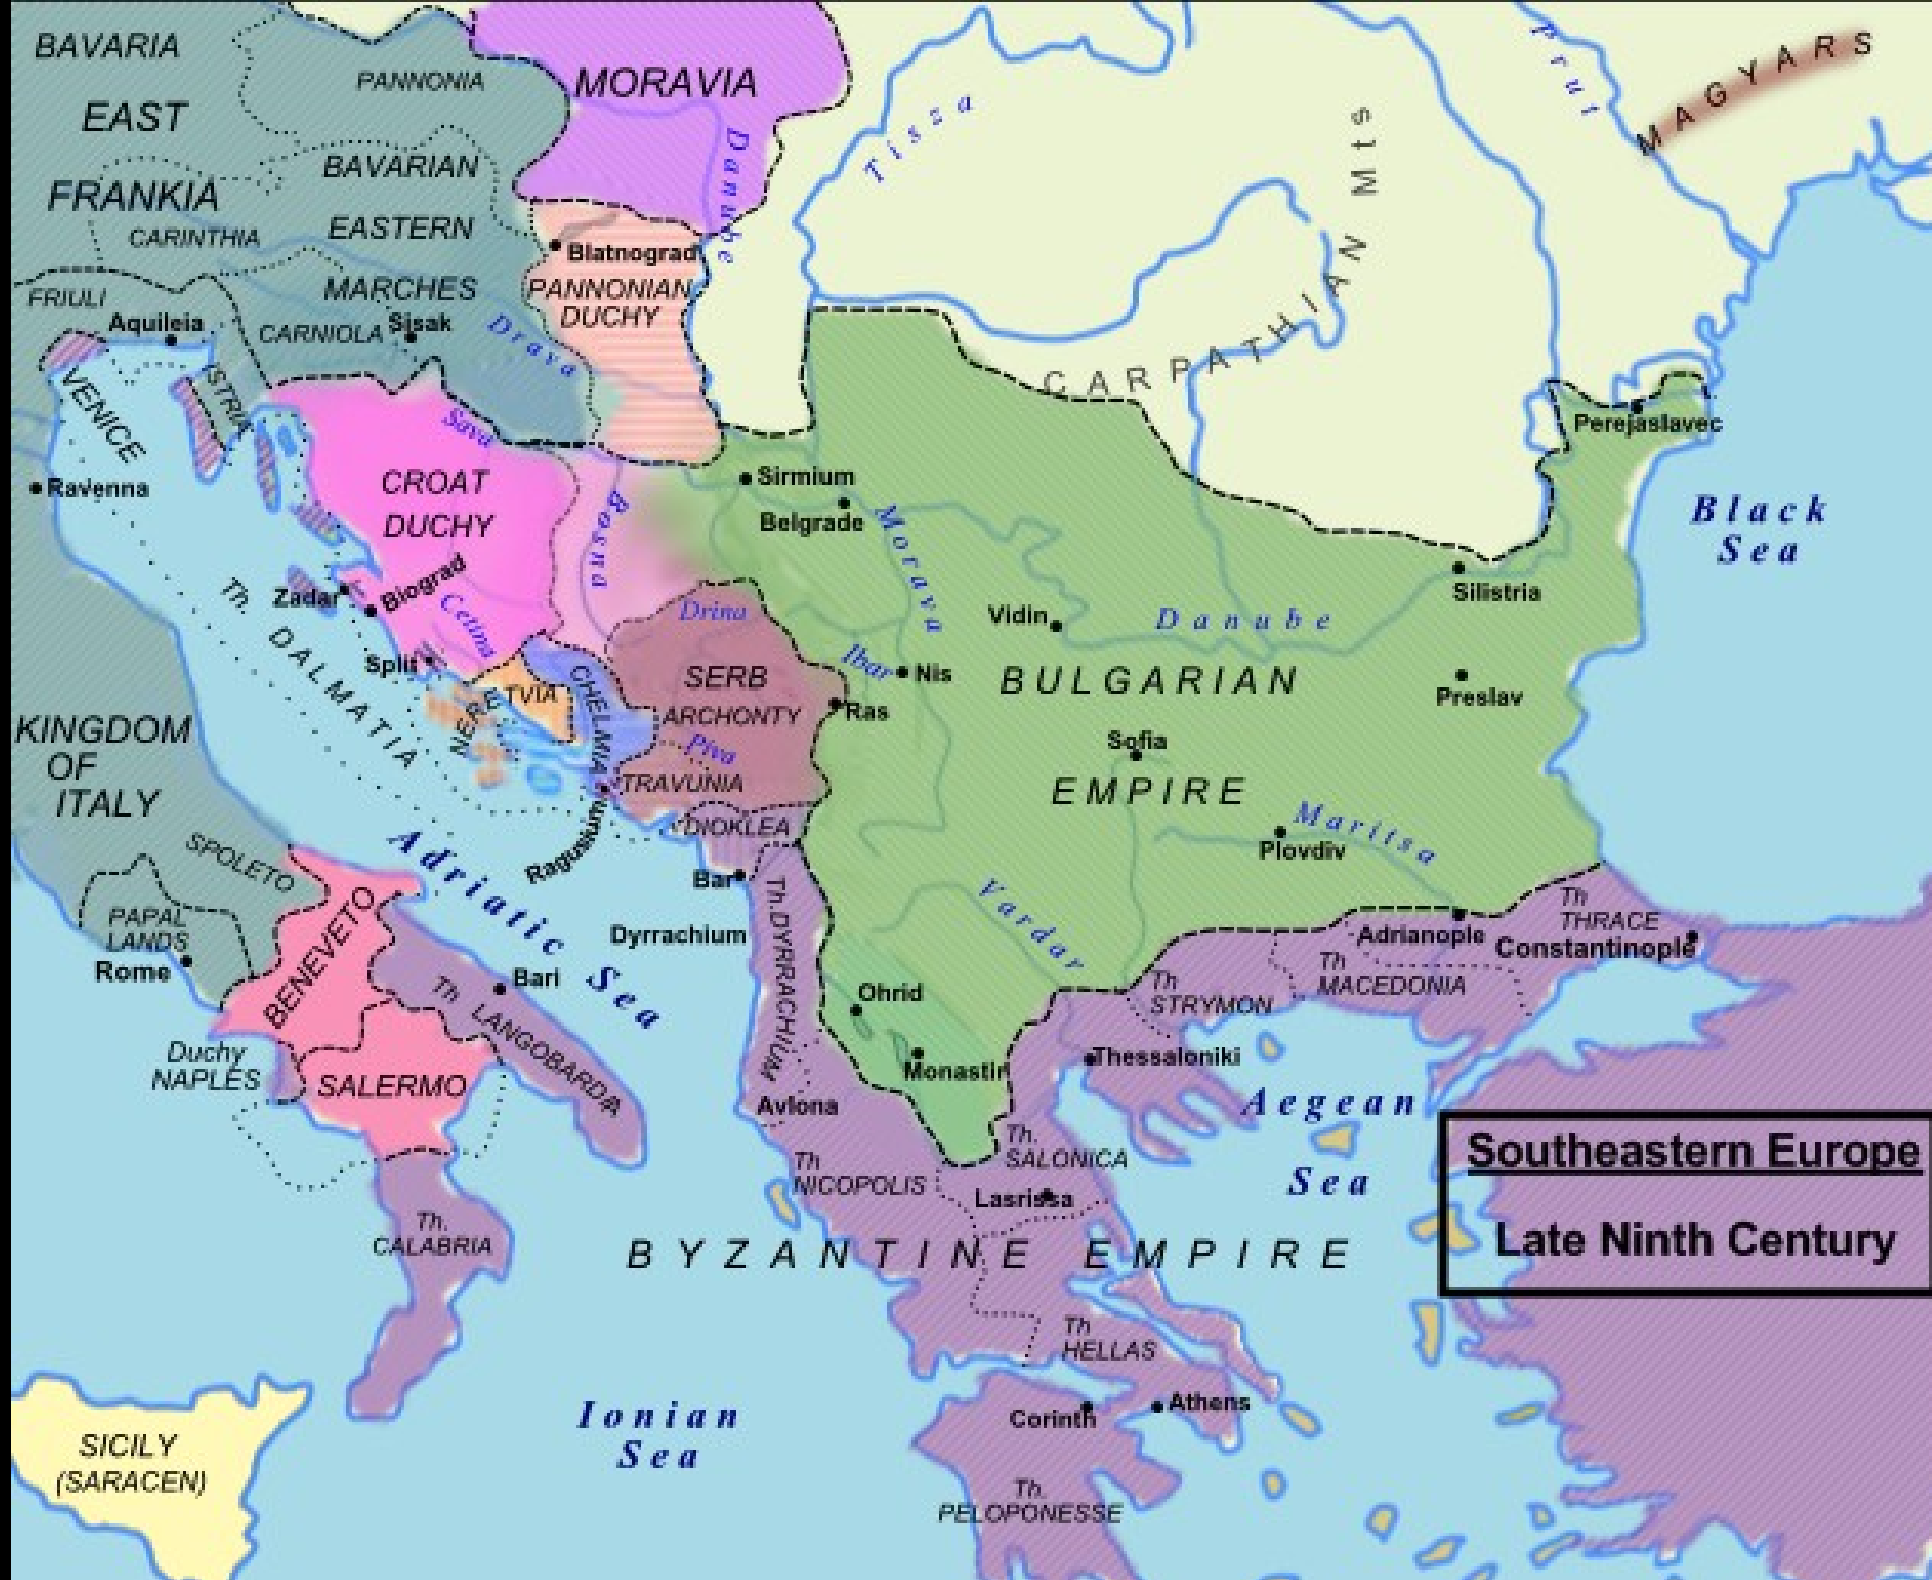 BAVARIA
PANNONIA
MORAVIA
EAST
BAVARIAN
FRANKIA
CARINTHIA
EASTERN
MARCHES
FRIULI
Aquileia
CARNIOLA
Sisak
Drava
Danube
Tissa
Prut
MAGYARS
CARPATHIAN Mts
Blatnograd
PANNONIAN
DUCHY
ISTRIA
VENICE
Ravenna
Sava
CROAT
DUCHY
Bosna
Sirmium
Belgrade
Morava
Perejaslavec
Black
Sea
Zadar
Biograd
Cetina
Split
Th. DALMATIA
Drina
Ibar
Nis
Vidin
Danube
Silistria
NERE
TVIA
CHELMIA
SERB
ARCHONTY
Ras
BULGARIAN
Preslav
KINGDOM
OF
ITALY
Piva
TRAVUNIA
Sofia
EMPIRE
DIOKLEA
Ragusium
Maritsa
Plovdiv
SPOLETO
Adriatic Sea
Bar
Th.DYRRACHIUM
Vardar
PAPAL
LANDS
Rome
BENEVETO
Dyrrachium
Th
THRACE
Adrianople
Constantinople
Bari
Th LANGOBARDA
Ohrid
Th
STRYMON
Th
MACEDONIA
Duchy
NAPLES
SALERMO
Monastir
Thessaloniki
Avlona
Aegean
Sea
Th.
SALONICA
Th
NICOPOLIS
Lasrissa
Southeastern Europe
Late Ninth Century
Th.
CALABRIA
BYZANTINE EMPIRE
Th
HELLAS
Ionian
Sea
Corinth
Athens
SICILY
(SARACEN)
Th.
PELOPONESSE